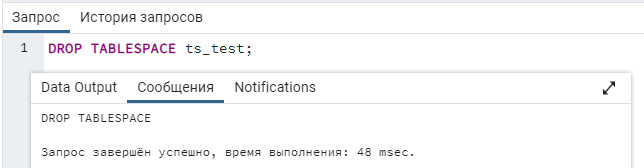 Запрос История запросов
1 DROP TABLESPACE ts_test;
Data Output Сообщения Notifications
DROP TABLESPACE
Запрос завершён успешно, время выполнения: 48 msec.